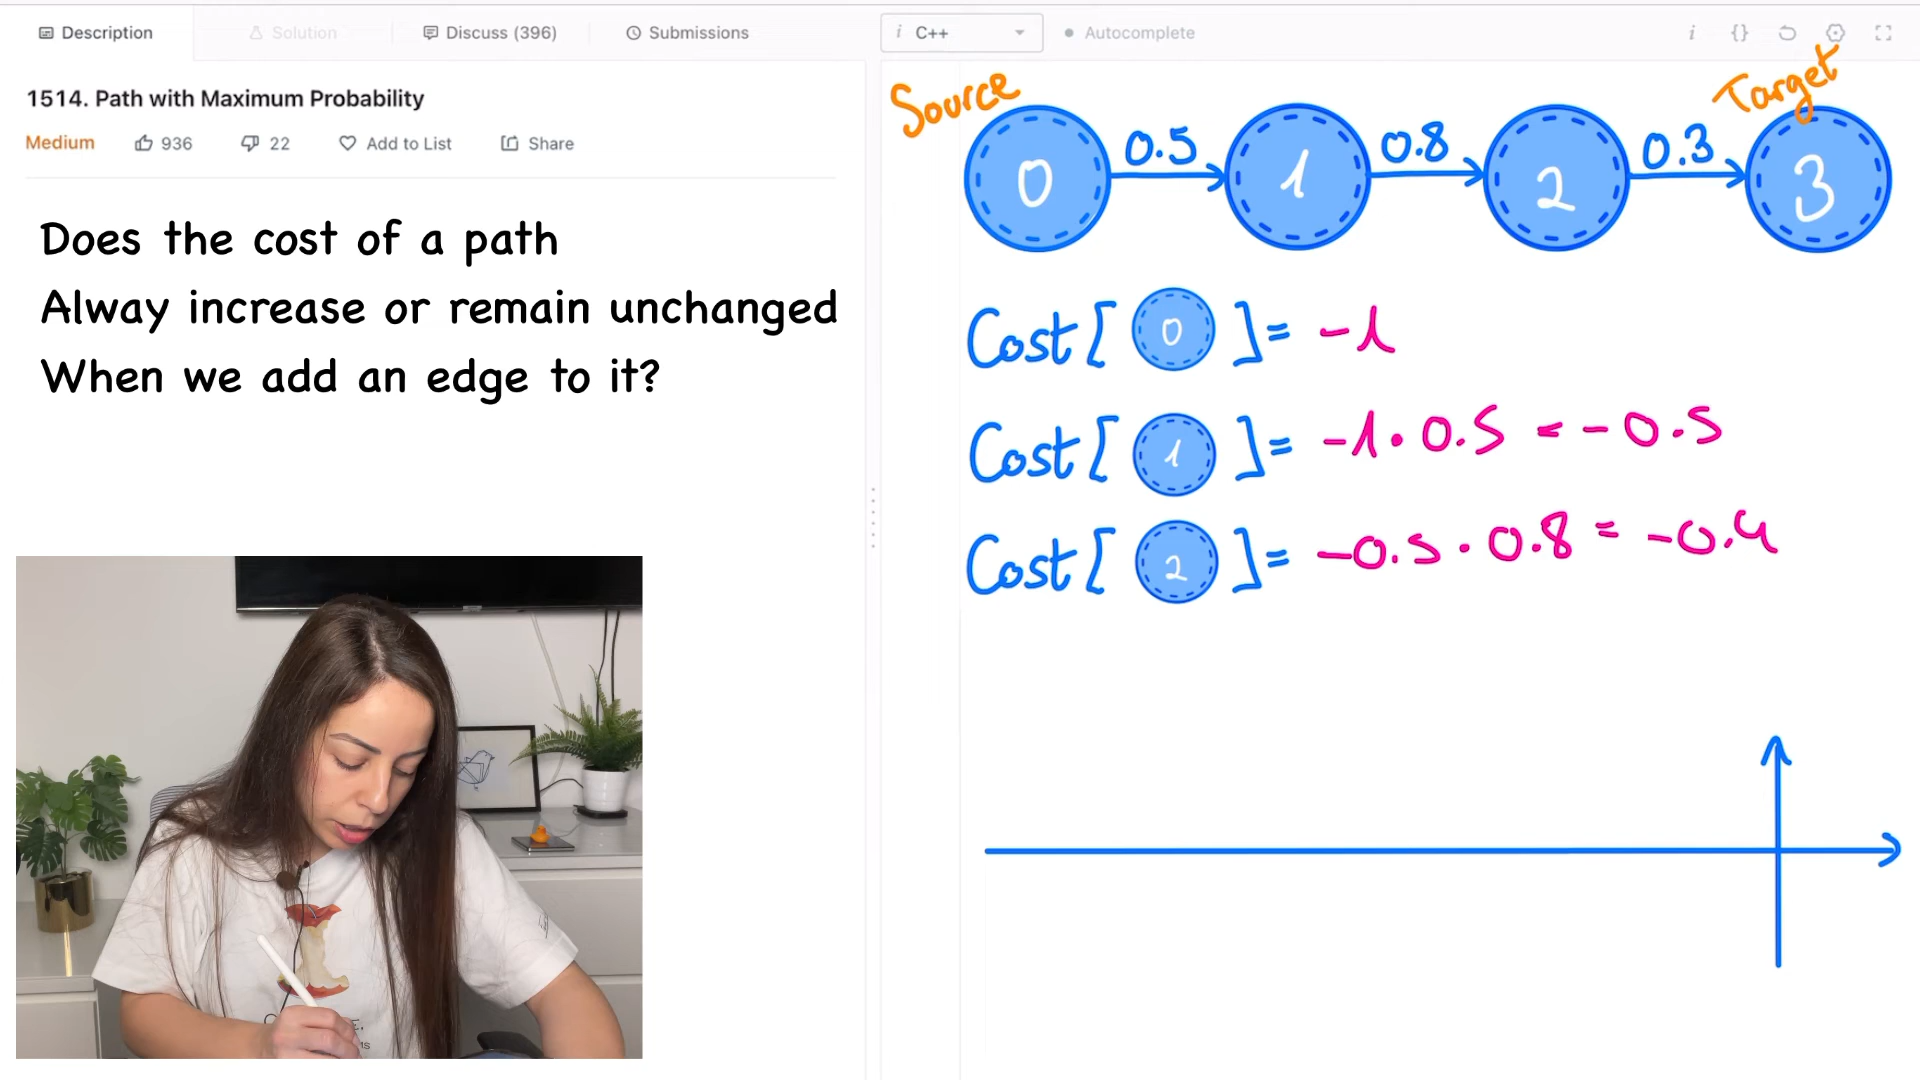 Description Solution Discuss (396) Submissions i C++ Autocomplete i {}
1514. Path with Maximum Probability
Medium 936 22 Add to List Share
Does the cost of a path
Alway increase or remain unchanged
When we add an edge to it?
Source Target
0 0.5 1 0.8 2 0.3 3
Cost[ 0 ]= -1
Cost[ 1 ]= -1·0.5 = -0.5
Cost[ 2 ]= -0.5·0.8 = -0.4